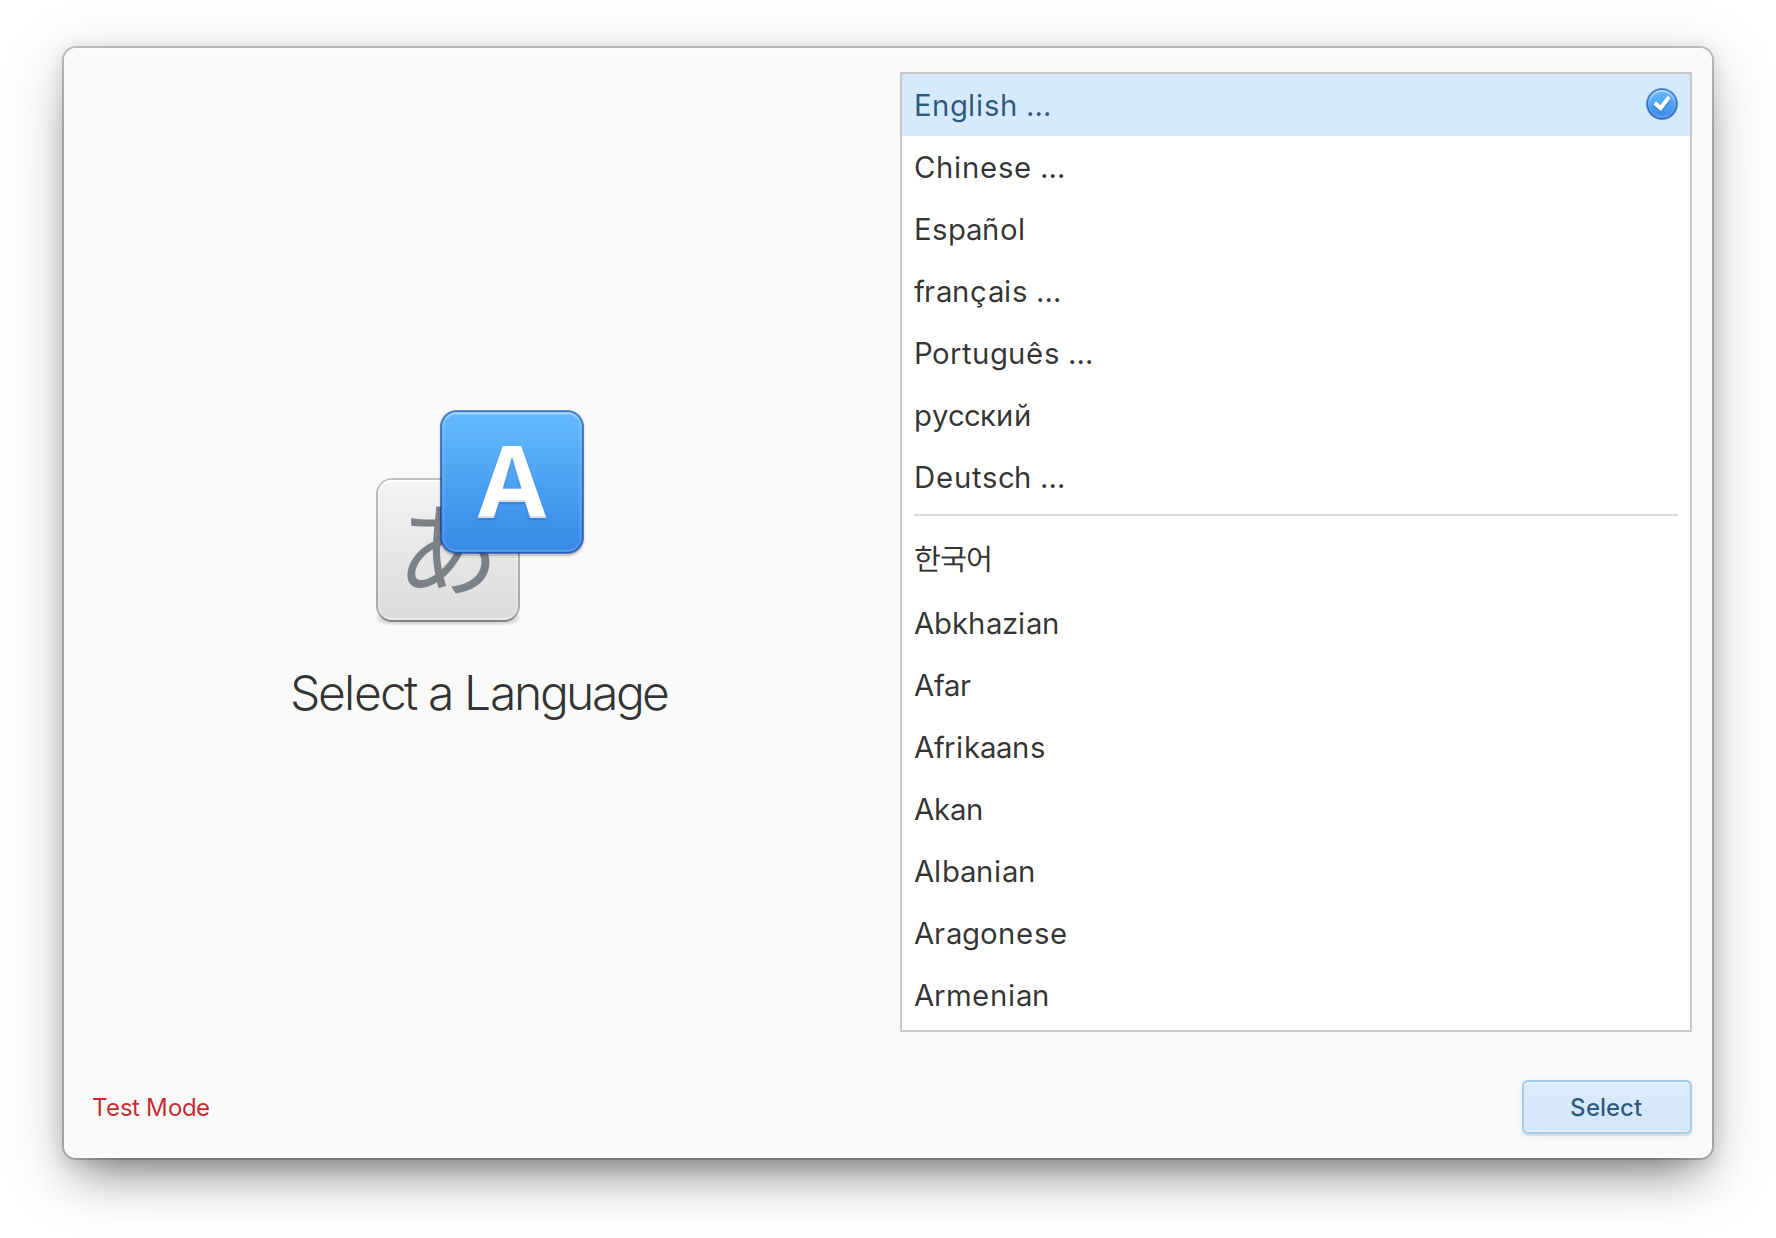 あ
A
Select a Language
English ...
Chinese ...
Español
français ...
Português ...
русский
Deutsch ...
한국어
Abkhazian
Afar
Afrikaans
Akan
Albanian
Aragonese
Armenian
Test Mode
Select